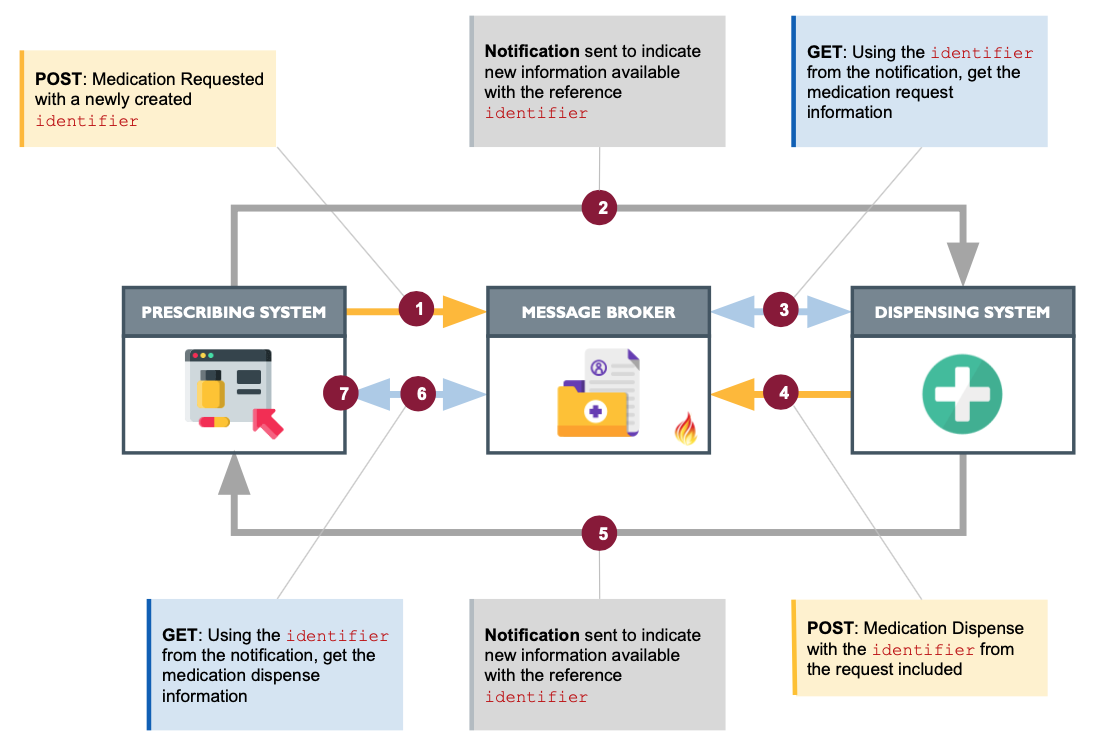 POST: Medication Requested
with a newly created
identifier
Notification sent to indicate
new information available
with the reference
identifier
GET: Using the identifier
from the notification, get the
medication request
information
2
PRESCRIBING SYSTEM
1
MESSAGE BROKER
3
DISPENSING SYSTEM
7
6
4
5
GET: Using the identifier
from the notification, get the
medication dispense
information
Notification sent to indicate
new information available
with the reference
identifier
POST: Medication Dispense
with the identifier from
the request included